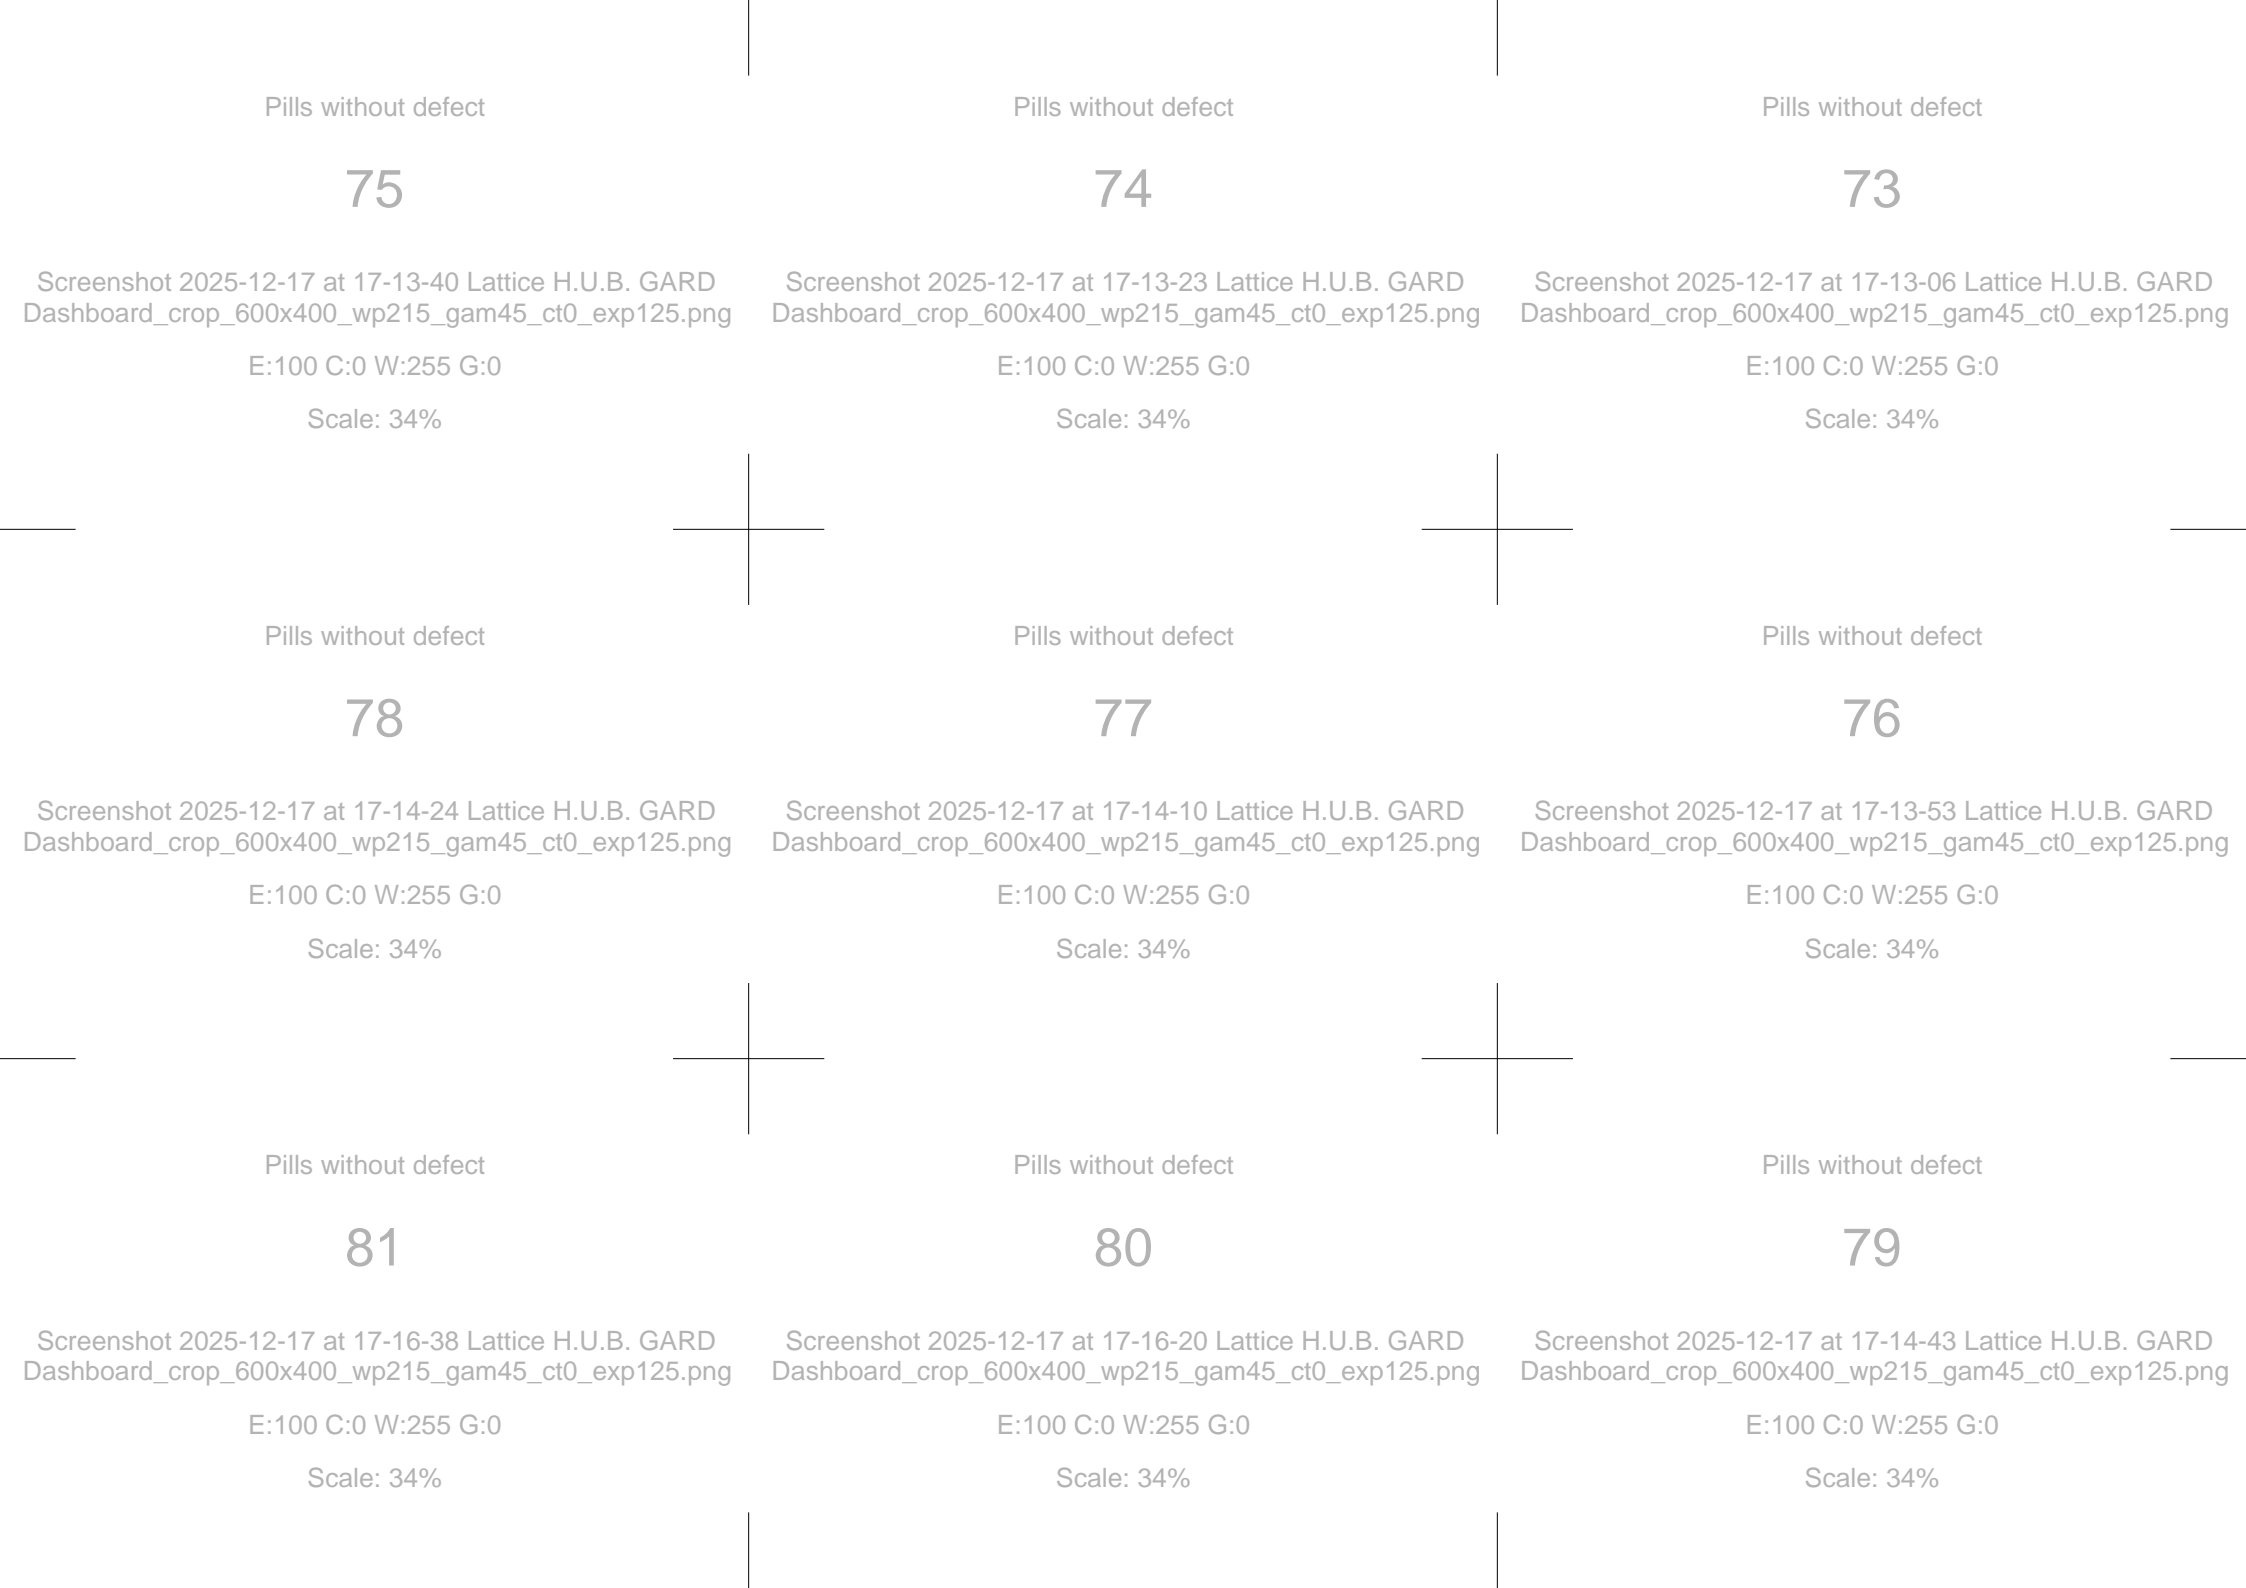 Pills without defect
75
Screenshot 2025-12-17 at 17-13-40 Lattice H.U.B. GARD
Dashboard_crop_600x400_wp215_gam45_ct0_exp125.png
E:100 C:0 W:255 G:0
Scale: 34%
Pills without defect
74
Screenshot 2025-12-17 at 17-13-23 Lattice H.U.B. GARD
Dashboard_crop_600x400_wp215_gam45_ct0_exp125.png
E:100 C:0 W:255 G:0
Scale: 34%
Pills without defect
73
Screenshot 2025-12-17 at 17-13-06 Lattice H.U.B. GARD
Dashboard_crop_600x400_wp215_gam45_ct0_exp125.png
E:100 C:0 W:255 G:0
Scale: 34%
Pills without defect
78
Screenshot 2025-12-17 at 17-14-24 Lattice H.U.B. GARD
Dashboard_crop_600x400_wp215_gam45_ct0_exp125.png
E:100 C:0 W:255 G:0
Scale: 34%
Pills without defect
77
Screenshot 2025-12-17 at 17-14-10 Lattice H.U.B. GARD
Dashboard_crop_600x400_wp215_gam45_ct0_exp125.png
E:100 C:0 W:255 G:0
Scale: 34%
Pills without defect
76
Screenshot 2025-12-17 at 17-13-53 Lattice H.U.B. GARD
Dashboard_crop_600x400_wp215_gam45_ct0_exp125.png
E:100 C:0 W:255 G:0
Scale: 34%
Pills without defect
81
Screenshot 2025-12-17 at 17-16-38 Lattice H.U.B. GARD
Dashboard_crop_600x400_wp215_gam45_ct0_exp125.png
E:100 C:0 W:255 G:0
Scale: 34%
Pills without defect
80
Screenshot 2025-12-17 at 17-16-20 Lattice H.U.B. GARD
Dashboard_crop_600x400_wp215_gam45_ct0_exp125.png
E:100 C:0 W:255 G:0
Scale: 34%
Pills without defect
79
Screenshot 2025-12-17 at 17-14-43 Lattice H.U.B. GARD
Dashboard_crop_600x400_wp215_gam45_ct0_exp125.png
E:100 C:0 W:255 G:0
Scale: 34%